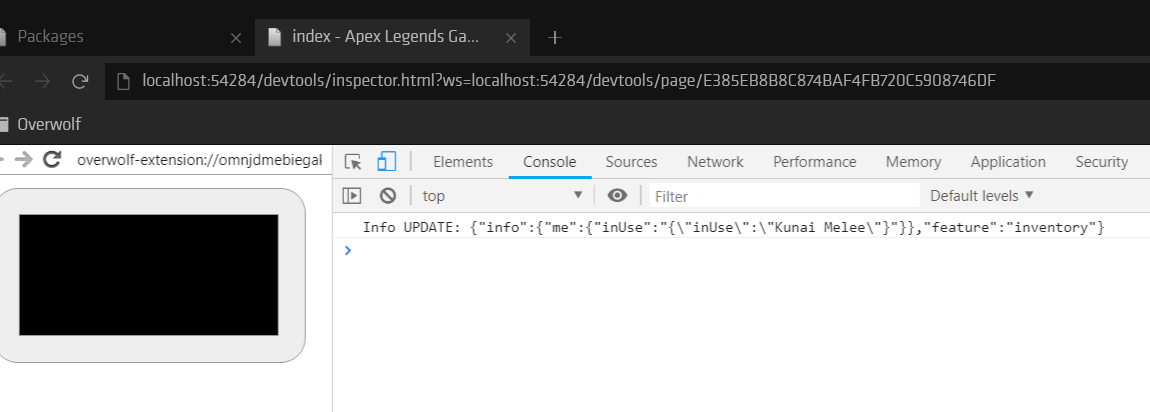 Packages
index - Apex Legends Ga...
localhost:54284/devtools/inspector.html?ws=localhost:54284/devtools/page/E385EB8B8C874BAF4FB720C5908746DF
Overwolf
overwolf-extension://omnjdmebiegal
Elements Console Sources Network Performance Memory Application Security
top Filter Default levels ▼
Info UPDATE: {"info":{"me":{"inUse":"{\"inUse\":\"Kunai Melee\"}"}},"feature":"inventory"}